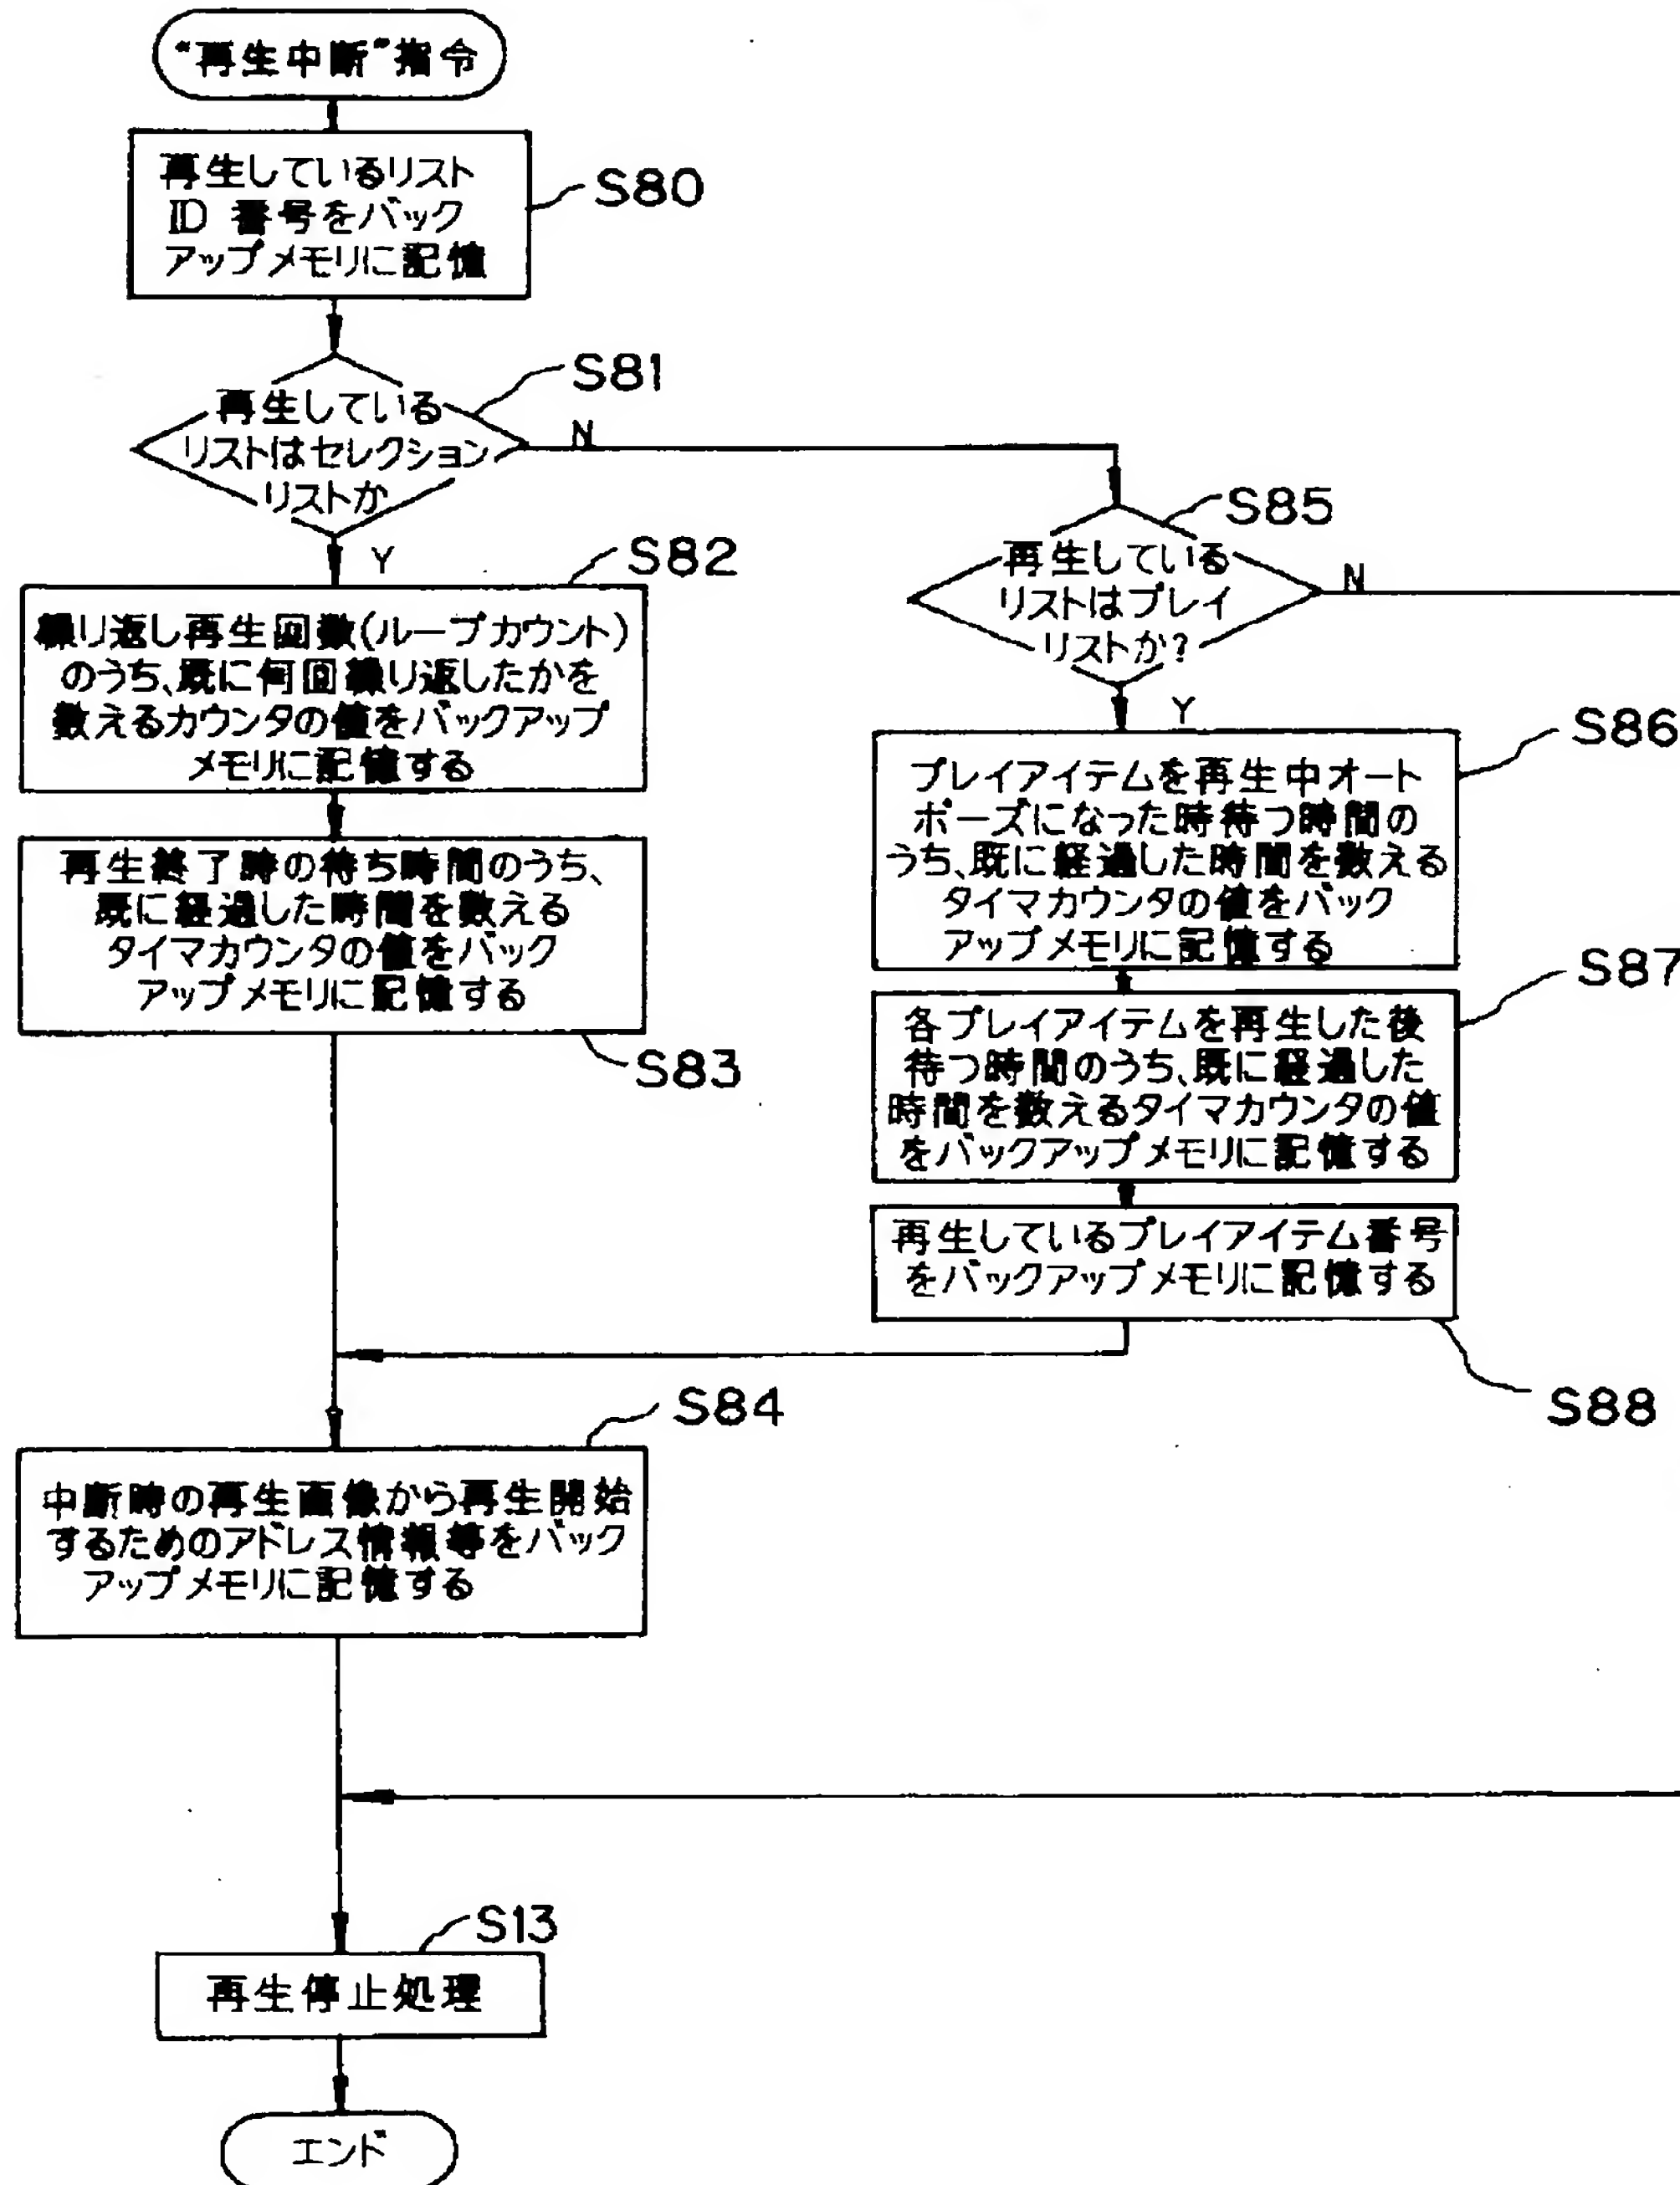 “再生中断”指令
再生しているリスト
ID 番号をバック
アップメモリに記憶
S80
再生している
リストはセレクション
リストか
S81
N
Y
S82
繰り返し再生回数(ループカウント)
のうち、既に何回繰り返したかを
数えるカウンタの値をバックアップ
メモリに記憶する
再生終了時の待ち時間のうち、
既に経過した時間を数える
タイマカウンタの値をバック
アップメモリに記憶する
S83
S85
再生している
リストはプレイ
リストか?
N
Y
S86
プレイアイテムを再生中オート
ポーズになった時待つ時間の
うち、既に経過した時間を数える
タイマカウンタの値をバック
アップメモリに記憶する
S87
各プレイアイテムを再生した後
待つ時間のうち、既に経過した
時間を数えるタイマカウンタの値
をバックアップメモリに記憶する
再生しているプレイアイテム番号
をバックアップメモリに記憶する
S88
S84
中断時の再生画像から再生開始
するためのアドレス情報等をバック
アップメモリに記憶する
S13
再生停止処理
エンド